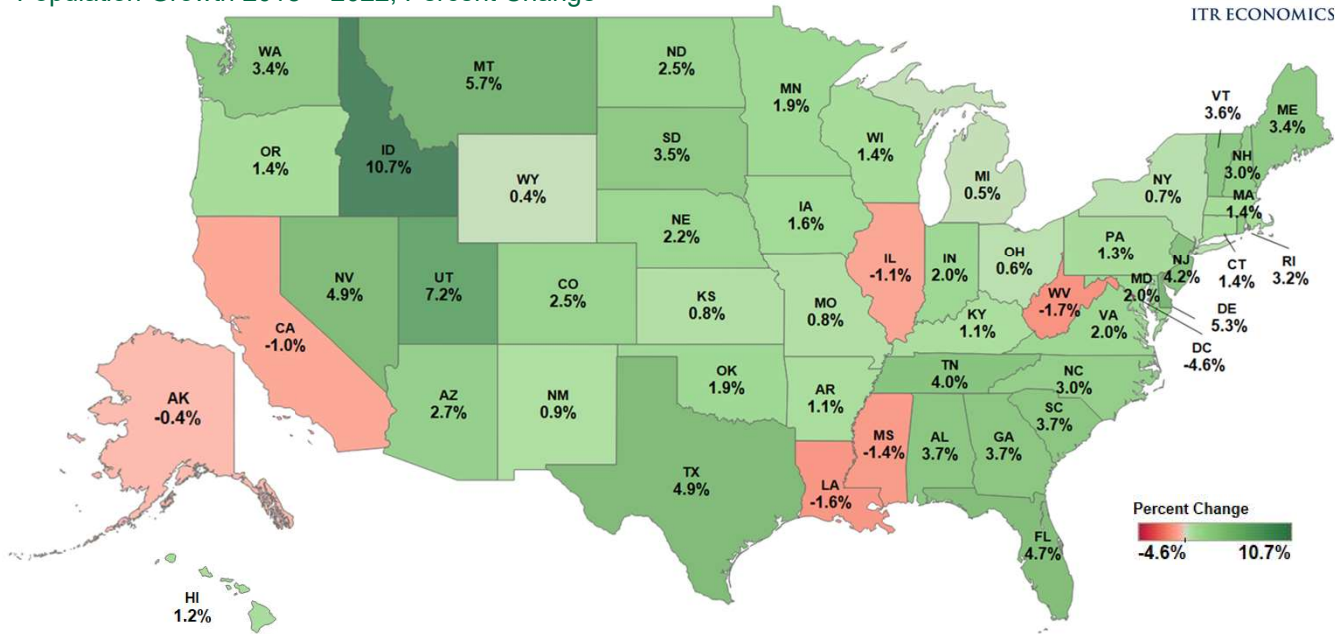 Population Growth 2018 – 2022, Percent Change
ITR ECONOMICS
WA
3.4%
MT
5.7%
ND
2.5%
MN
1.9%
VT
3.6%
ME
3.4%
OR
1.4%
ID
10.7%
WY
0.4%
SD
3.5%
WI
1.4%
MI
0.5%
NY
0.7%
NH
3.0%
MA
1.4%
NE
2.2%
IA
1.6%
PA
1.3%
NJ
4.2%
CT
1.4%
RI
3.2%
NV
4.9%
UT
7.2%
CO
2.5%
KS
0.8%
MO
0.8%
IL
-1.1%
IN
2.0%
OH
0.6%
WV
-1.7%
MD
2.0%
DE
5.3%
CA
-1.0%
KY
1.1%
VA
2.0%
DC
-4.6%
AK
-0.4%
AZ
2.7%
NM
0.9%
OK
1.9%
AR
1.1%
TN
4.0%
NC
3.0%
SC
3.7%
TX
4.9%
LA
-1.6%
MS
-1.4%
AL
3.7%
GA
3.7%
FL
4.7%
HI
1.2%
Percent Change
-4.6% 10.7%